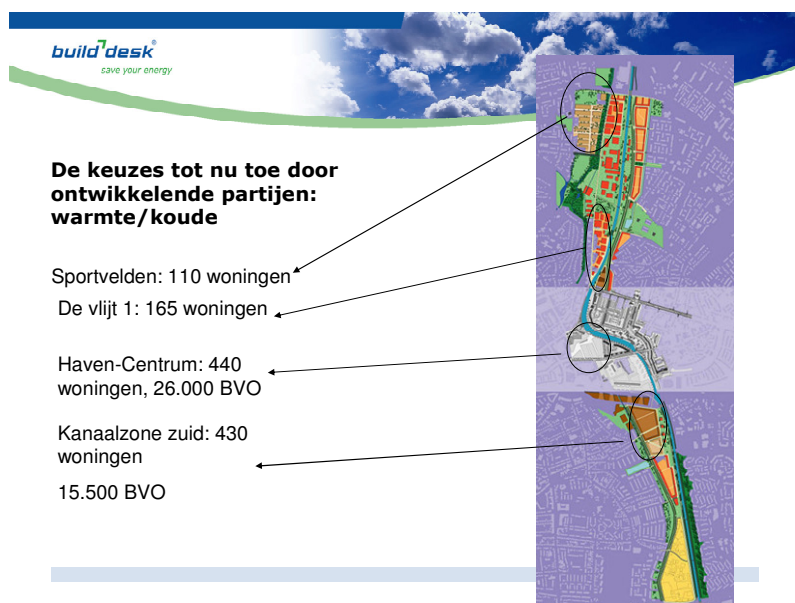 build desk®
save your energy
De keuzes tot nu toe door
ontwikkelende partijen:
warmte/koude
Sportvelden: 110 woningen
De vlijt 1: 165 woningen
Haven-Centrum: 440
woningen, 26.000 BVO
Kanaalzone zuid: 430
woningen
15.500 BVO